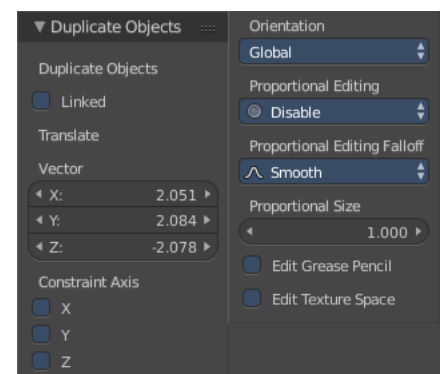 Duplicate Objects
Duplicate Objects
Linked
Translate
Vector
X: 2.051
Y: 2.084
Z: -2.078
Constraint Axis
X
Y
Z
Orientation
Global
Proportional Editing
Disable
Proportional Editing Falloff
Smooth
Proportional Size
1.000
Edit Grease Pencil
Edit Texture Space